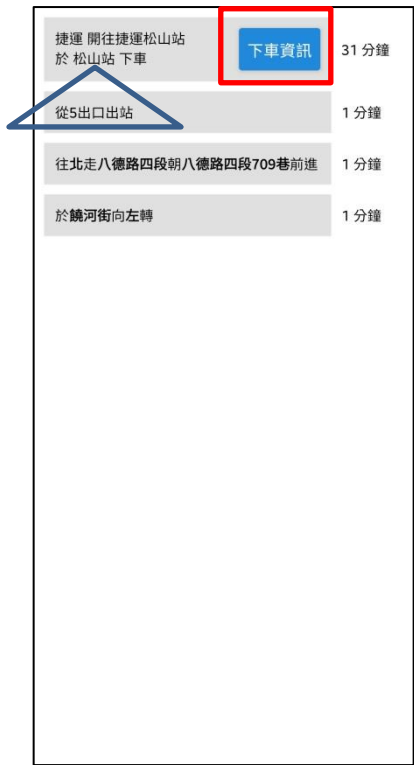 捷運 開往捷運松山站
於 松山站 下車
下車資訊
31 分鐘
從5出口出站
1 分鐘
往北走八德路四段朝八德路四段709巷前進
1 分鐘
於饒河街向左轉
1 分鐘